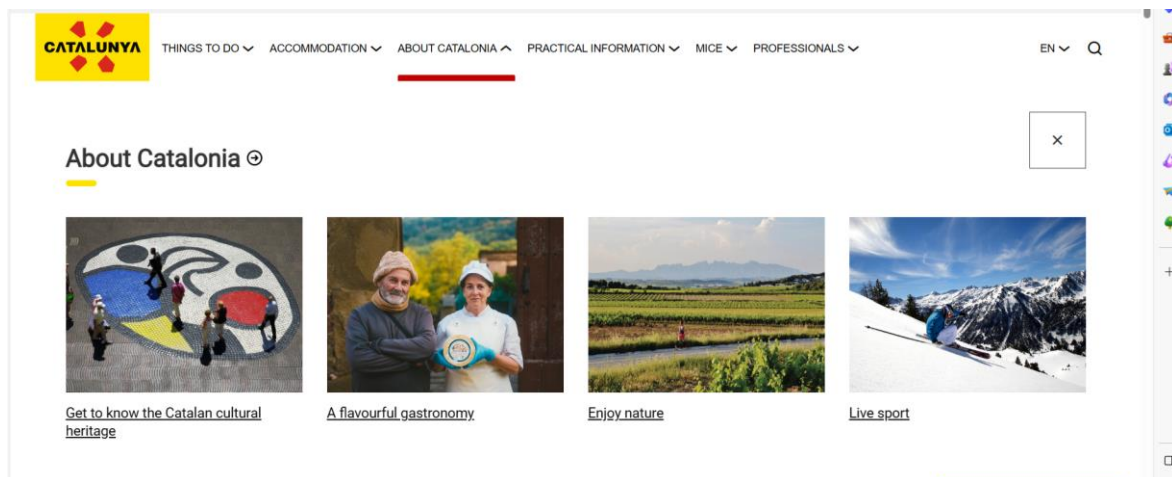 CATALUNYA
THINGS TO DO ACCOMMODATION ABOUT CATALONIA PRACTICAL INFORMATION MICE PROFESSIONALS EN
About Catalonia
Get to know the Catalan cultural
heritage
A flavourful gastronomy
Enjoy nature
Live sport